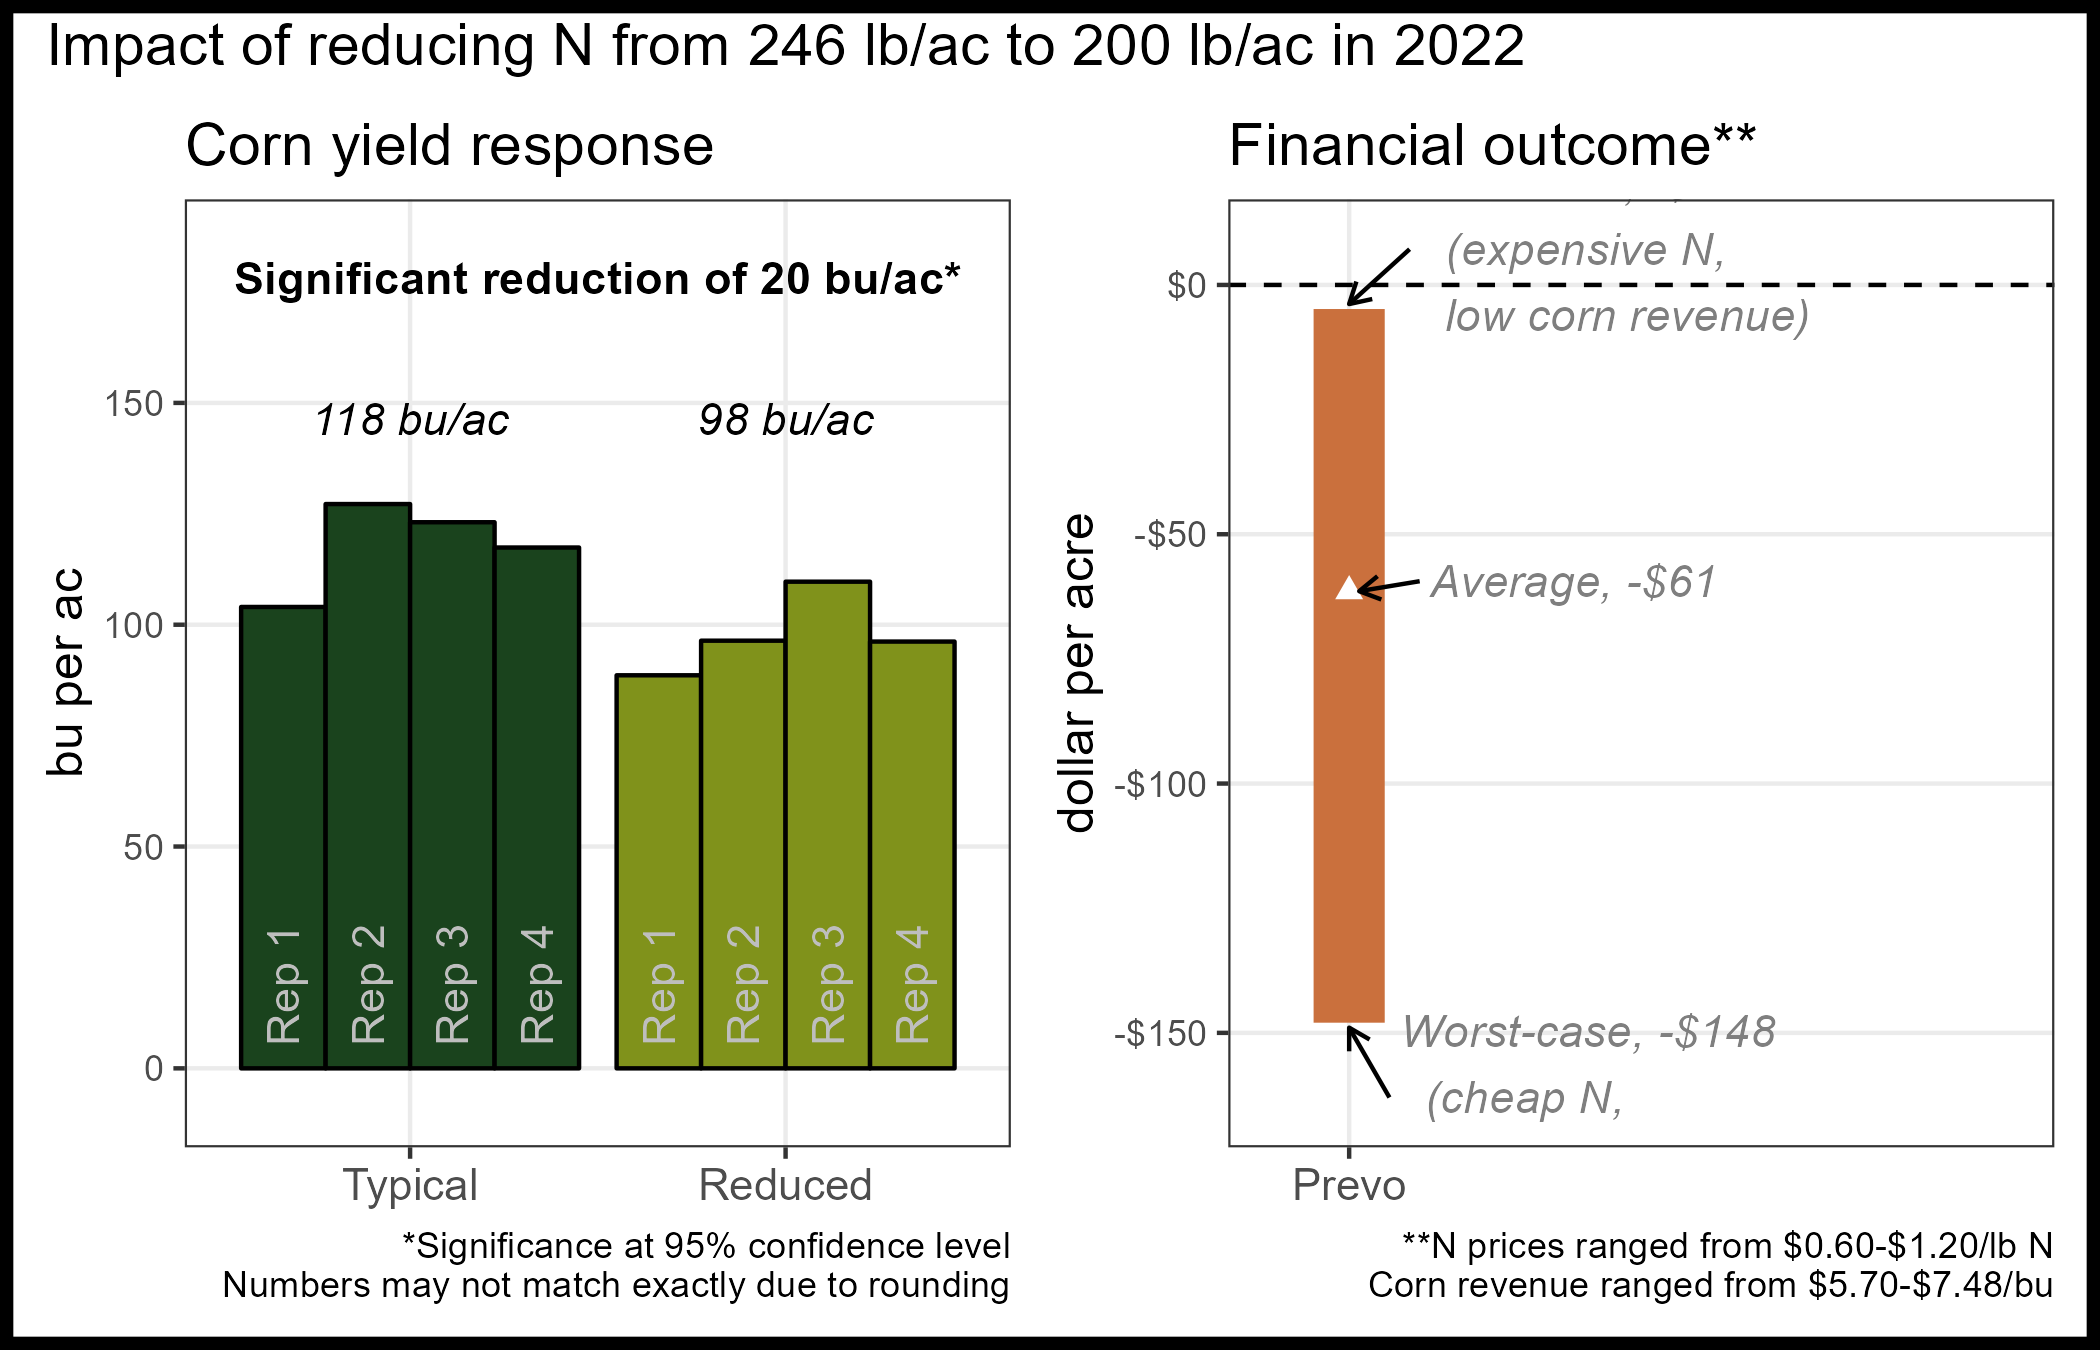 Impact of reducing N from 246 lb/ac to 200 lb/ac in 2022
Corn yield response
Significant reduction of 20 bu/ac*
150
118 bu/ac
98 bu/ac
bu per ac
100
50
0
Rep 1
Rep 2
Rep 3
Rep 4
Rep 1
Rep 2
Rep 3
Rep 4
Typical
Reduced
*Significance at 95% confidence level
Numbers may not match exactly due to rounding
Financial outcome**
(expensive N,
$0
low corn revenue)
-$50
Average, -$61
dollar per acre
-$100
-$150
Worst-case, -$148
(cheap N,
Prevo
**N prices ranged from $0.60-$1.20/lb N
Corn revenue ranged from $5.70-$7.48/bu